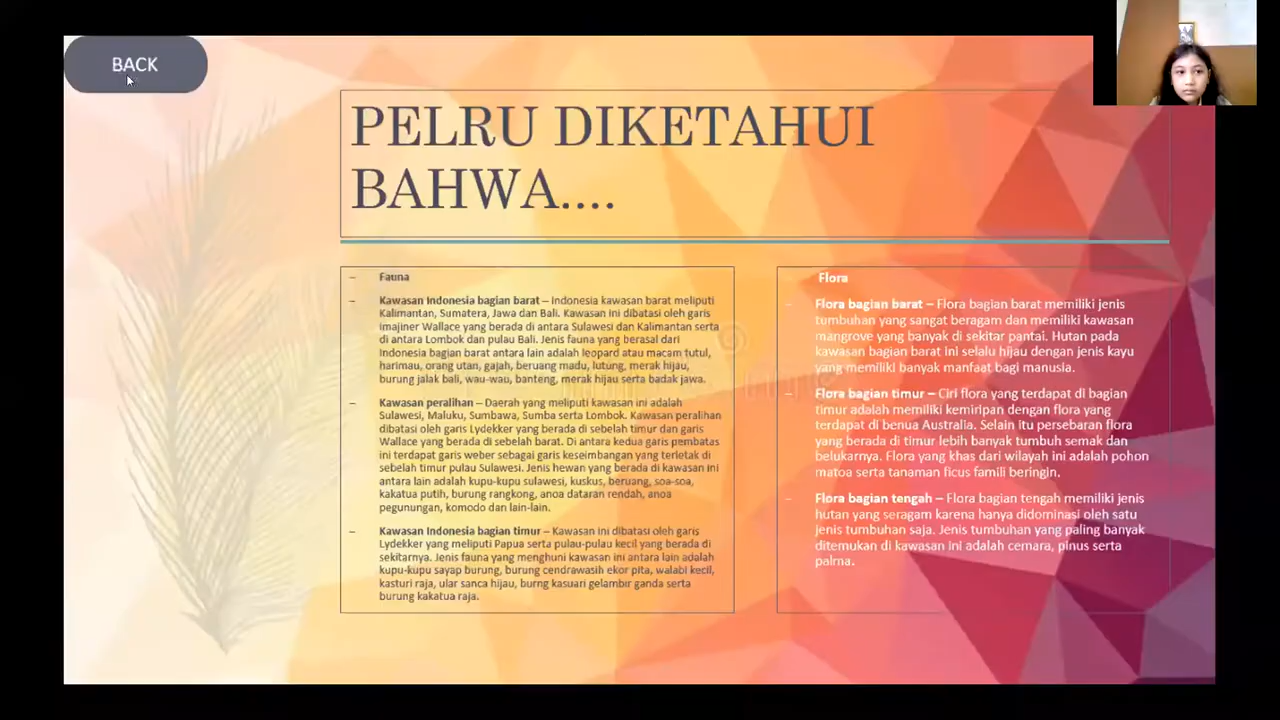 BACK
PELRU DIKETAHUI
BAHWA....
– Fauna
– Kawasan indonesia bagian barat – Indonesia kawasan barat meliputi
Kalimantan, Sumatera, Jawa dan Bali. Kawasan ini dibatasi oleh garis
imajiner Wallace yang berada di antara Sulawesi dan Kalimantan serta
di antara Lombok dan pulau Bali. Jenis fauna yang berasal dari
Indonesia bagian barat antara lain adalah leopard atau macam tutul,
harimau, orang utan, gajah, beruang madu, lutung, merak hijau,
burung jalak bali, wau-wau, banteng, merak hijau serta badak jawa.
– Kawasan peralihan – Daerah yang meliputi kawasan ini adalah
Sulawesi, Maluku, Sumbawa, Sumba serta Lombok. Kawasan peralihan
dibatasi oleh garis Lydekker yang berada di sebelah timur dan garis
Wallace yang berada di sebelah barat. Di antara kedua garis pembatas
ini terdapat garis weber sebagai garis keseimbangan yang terletak di
sebelah timur pulau Sulawesi. Jenis hewan yang berada di kawasan ini
antara lain adalah kupu-kupu sulawesi, kuskus, beruang, soa-soa,
kakatua putih, burung rangkong, anoa dataran rendah, anoa
pegunungan, komodo dan lain-lain.
– Kawasan Indonesia bagian timur – Kawasan ini dibatasi oleh garis
Lydekker yang meliputi Papua serta pulau-pulau kecil yang berada di
sekitarnya. Jenis fauna yang menghuni kawasan ini antara lain adalah
kupu-kupu sayap burung, burung cendrawasih ekor pita, walabi kecil,
kasturi raja, ular sanca hijau, burng kasuari gelambir ganda serta
burung kakatua raja.
Flora
– Flora bagian barat – Flora bagian barat memiliki jenis
tumbuhan yang sangat beragam dan memiliki kawasan
mangrove yang banyak di sekitar pantai. Hutan pada
kawasan bagian barat ini selalu hijau dengan jenis kayu
yang memiliki banyak manfaat bagi manusia.
– Flora bagian timur – Ciri flora yang terdapat di bagian
timur adalah memiliki kemiripan dengan flora yang
terdapat di benua Australia. Selain itu persebaran flora
yang berada di timur lebih banyak tumbuh semak dan
belukarnya. Flora yang khas dari wilayah ini adalah pohon
matoa serta tanaman ficus famili beringin.
– Flora bagian tengah – Flora bagian tengah memiliki jenis
hutan yang seragam karena hanya didominasi oleh satu
jenis tumbuhan saja. Jenis tumbuhan yang paling banyak
ditemukan di kawasan ini adalah cemara, pinus serta
palma.